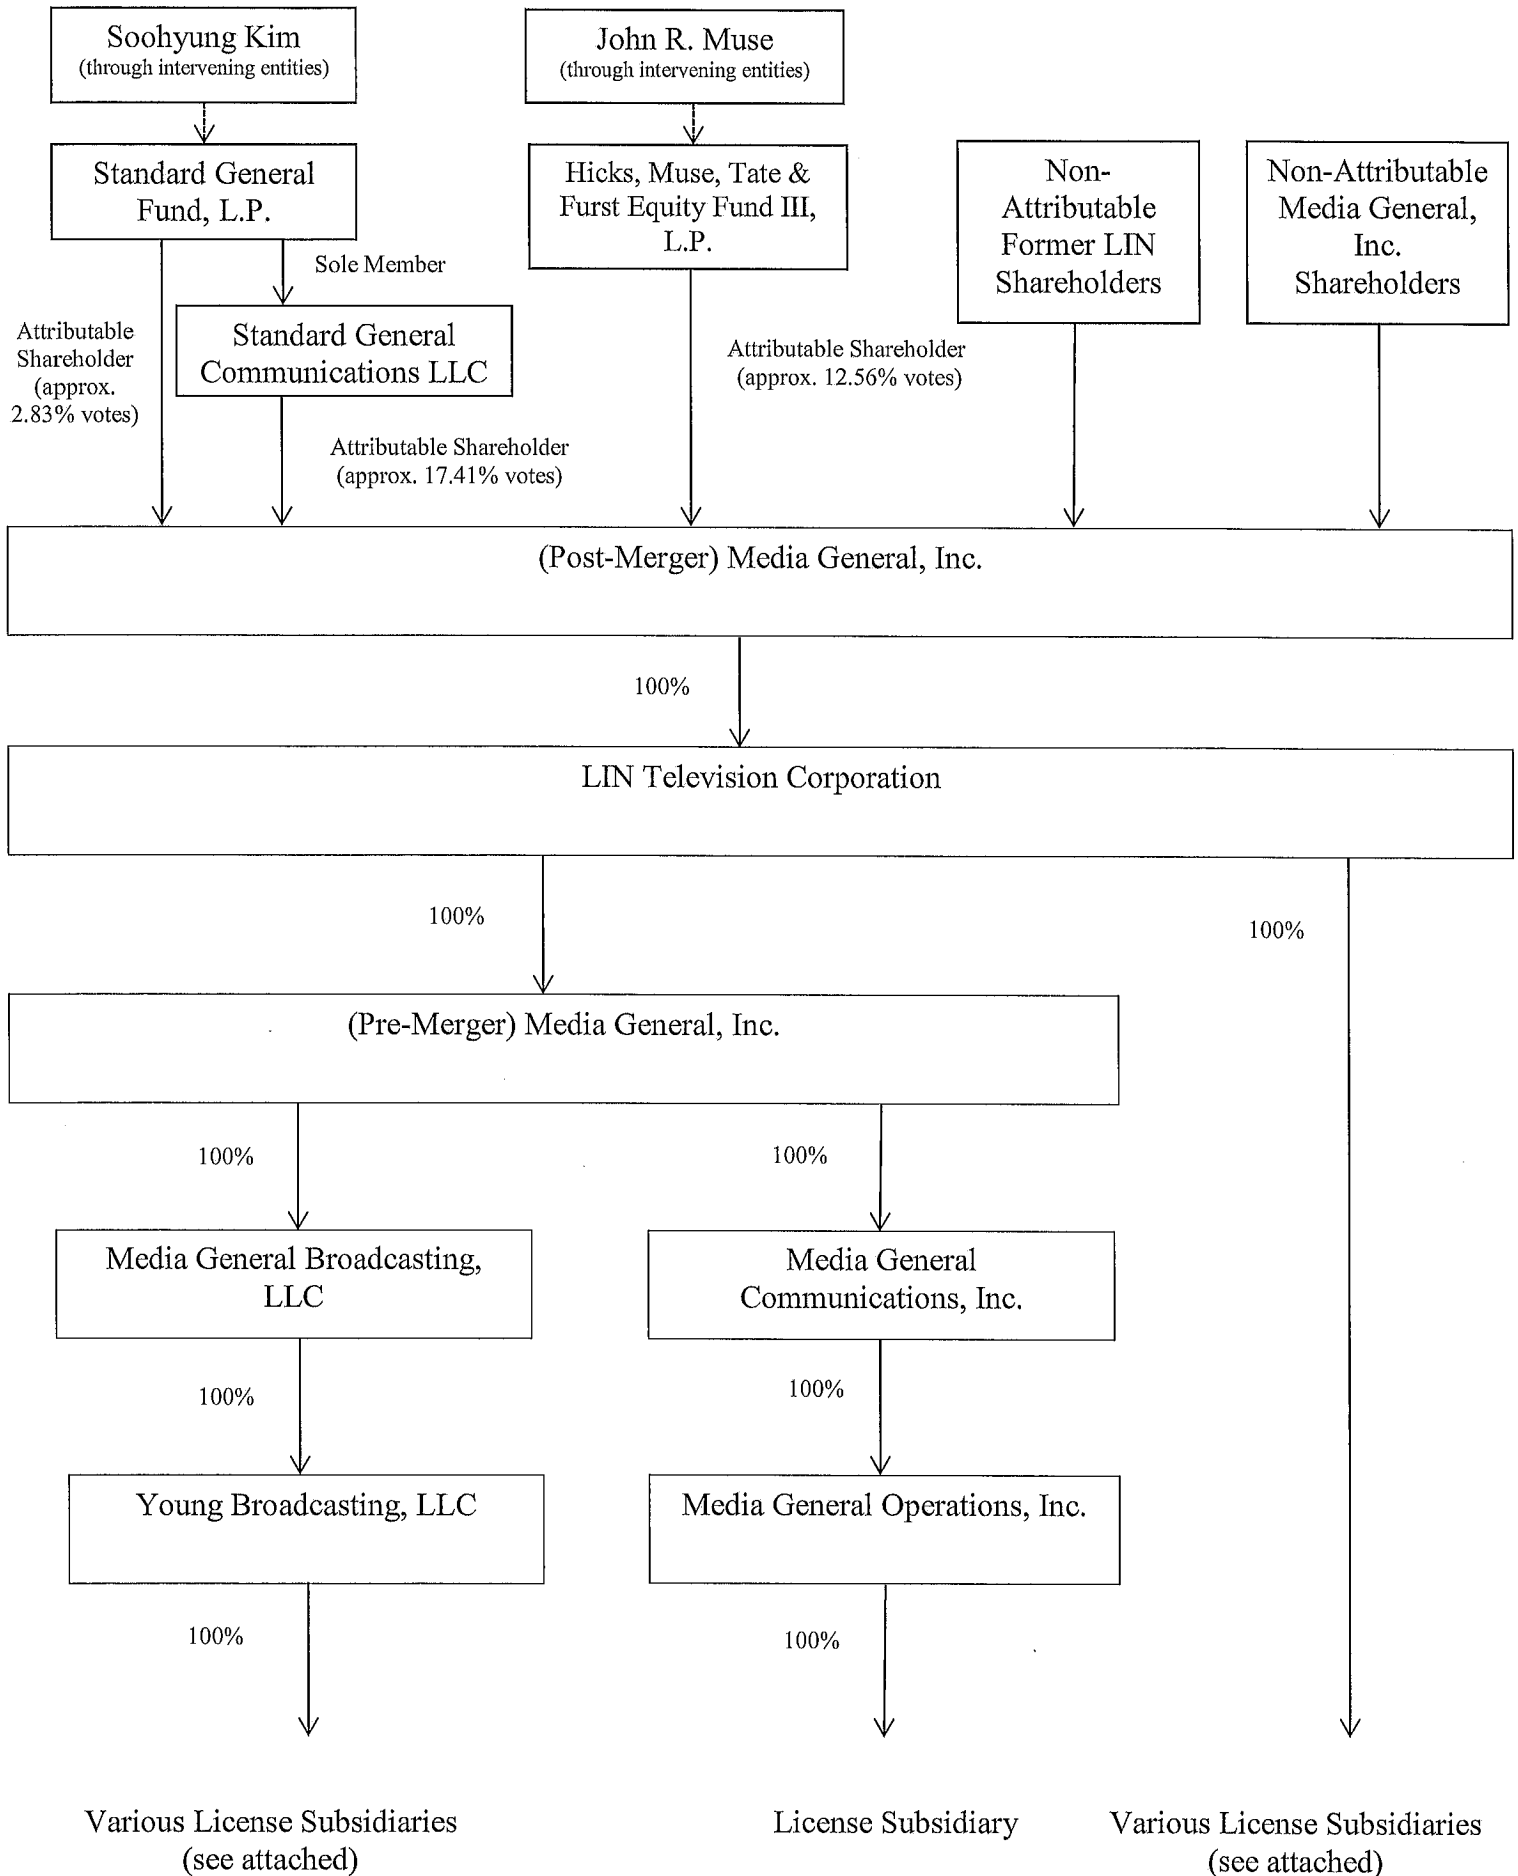 Soohyung Kim
(through intervening entities)
John R. Muse
(through intervening entities)
Standard General
Fund, L.P.
Hicks, Muse, Tate &
Furst Equity Fund III,
L.P.
Non-
Attributable
Former LIN
Shareholders
Non-Attributable
Media General,
Inc.
Shareholders
Sole Member
Attributable
Shareholder
(approx.
2.83% votes)
Standard General
Communications LLC
Attributable Shareholder
(approx. 12.56% votes)
Attributable Shareholder
(approx. 17.41% votes)
(Post-Merger) Media General, Inc.
100%
LIN Television Corporation
100%
100%
(Pre-Merger) Media General, Inc.
100%
100%
Media General Broadcasting,
LLC
Media General
Communications, Inc.
100%
100%
Young Broadcasting, LLC
Media General Operations, Inc.
100%
100%
Various License Subsidiaries
(see attached)
License Subsidiary
Various License Subsidiaries
(see attached)